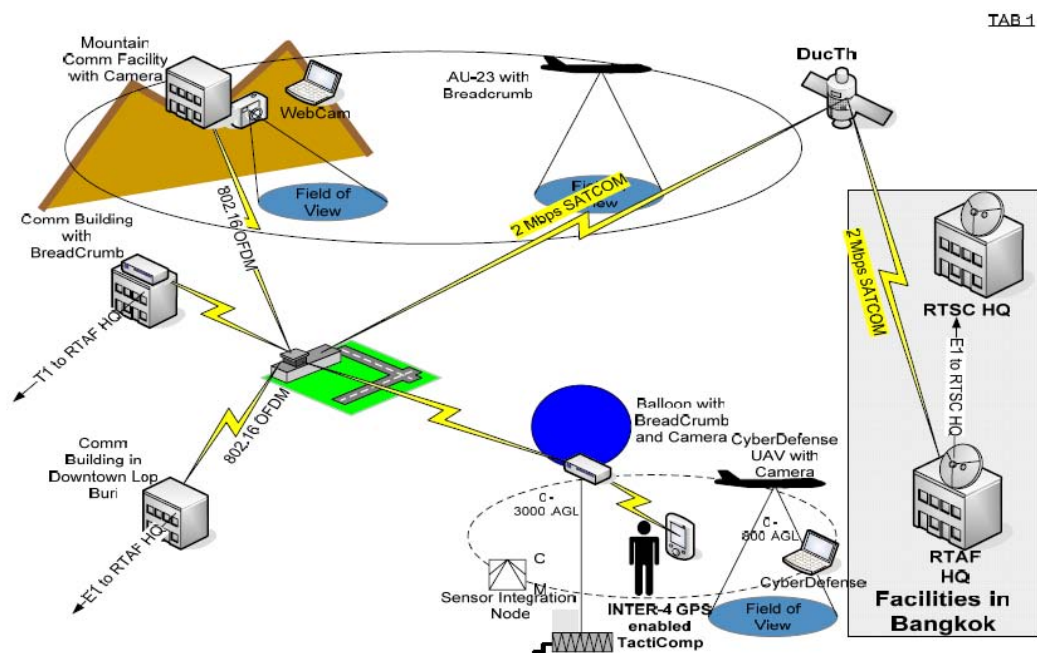 TAB 1
Mountain
Comm Facility
with Camera
WebCam
AU-23 with
Breadcrumb
DucTh
Field of
View
Field of
View
802.16 OFDM
2 Mbps SATCOM
2 Mbps SATCOM
Comm Building
with
BreadCrumb
T1 to RTAF HQ
RTSC HQ
E1 to RTSC HQ
802.16 OFDM
Comm
Building in
Downtown Lop
Buri
E1 to RTAF HQ
Balloon with
BreadCrumb
and Camera
CyberDefense
UAV with
Camera
0-
3000 AGL
0-
800 AGL
C
M
Sensor Integration
Node
INTER-4 GPS
enabled
TactiComp
CyberDefense
Field of
View
RTAF
HQ
Facilities in
Bangkok